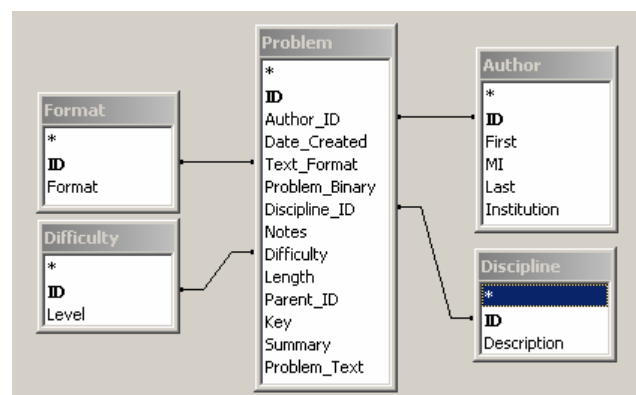 Problem
*
ID
Author_ID
Date_Created
Text_Format
Problem_Binary
Discipline_ID
Notes
Difficulty
Length
Parent_ID
Key
Summary
Problem_Text
Format
*
ID
Format
Difficulty
*
ID
Level
Author
*
ID
First
MI
Last
Institution
Discipline
*
ID
Description